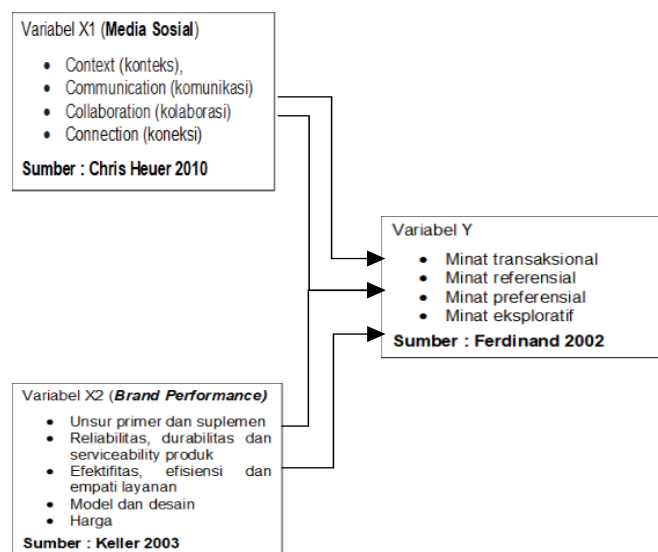 Variabel X1 (Media Sosial)
• Context (konteks),
• Communication (komunikasi)
• Collaboration (kolaborasi)
• Connection (koneksi)
Sumber : Chris Heuer 2010
Variabel Y
• Minat transaksional
• Minat referensial
• Minat preferensial
• Minat eksploratif
Sumber : Ferdinand 2002
Variabel X2 (Brand Performance)
• Unsur primer dan suplemen
• Reliabilitas, durabilitas dan
serviceability produk
• Efektifitas, efisiensi dan
empati layanan
• Model dan desain
• Harga
Sumber : Keller 2003